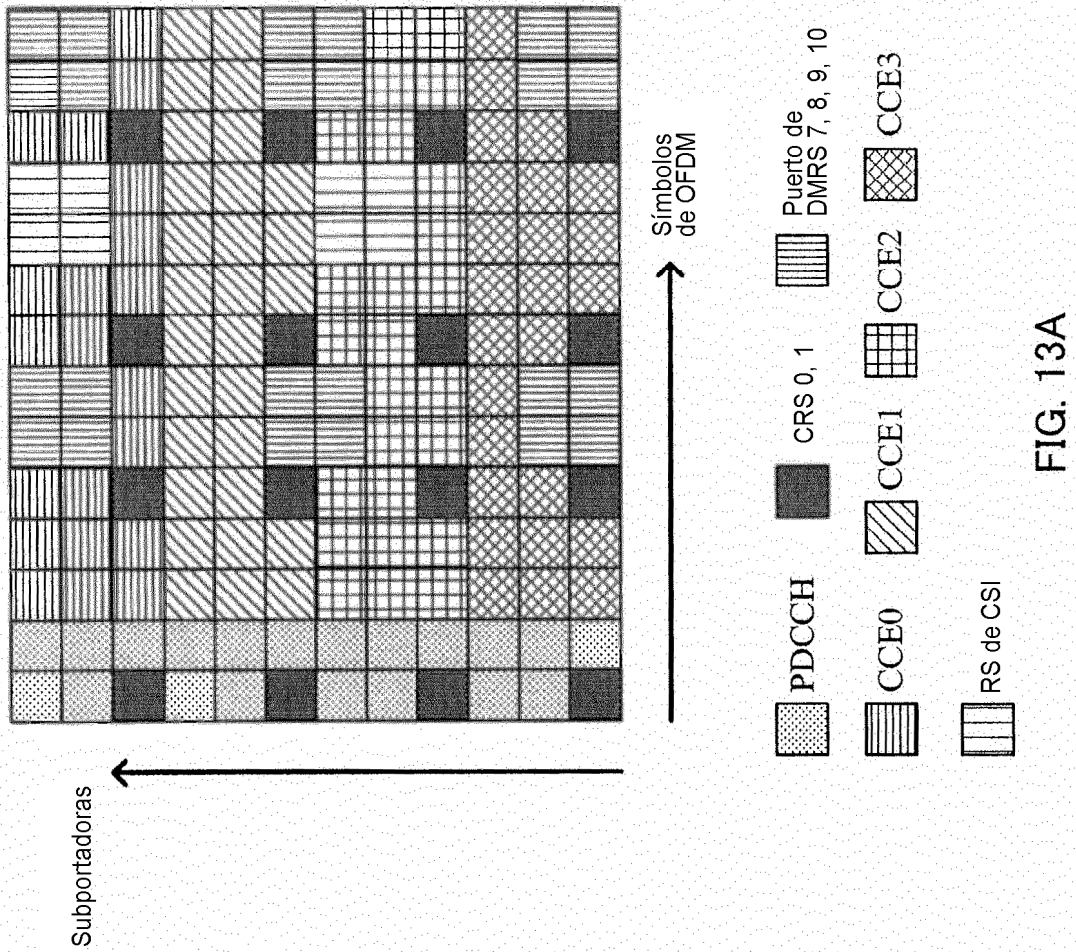 Subportadoras
Símbolos
de OFDM
PDCCH
CRS 0, 1
Puerto de
DMRS 7, 8, 9, 10
CCE0
CCE1
CCE2
CCE3
RS de CSI
FIG. 13A